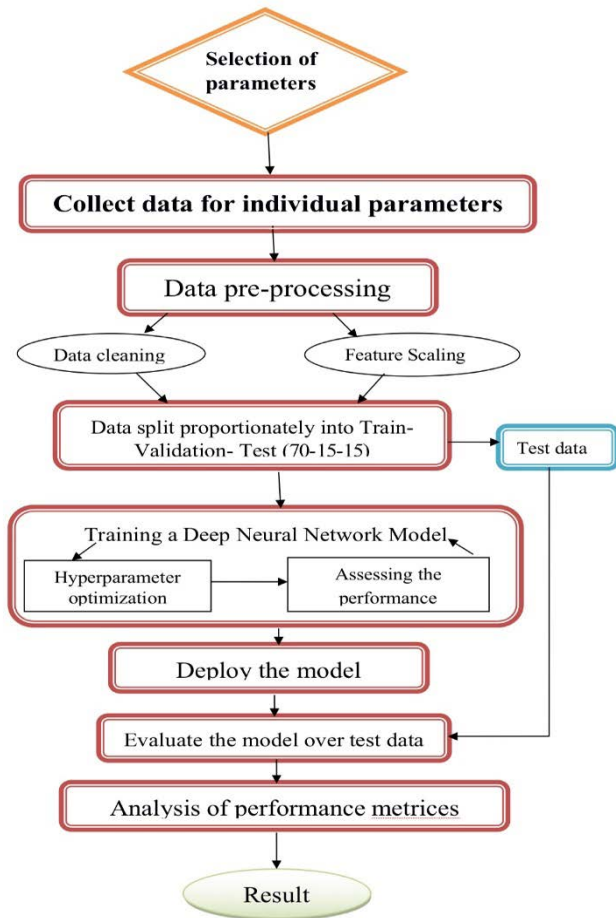 Selection of
parameters
Collect data for individual parameters
Data pre-processing
Data cleaning
Feature Scaling
Data split proportionately into Train-
Validation- Test (70-15-15)
Test data
Training a Deep Neural Network Model
Hyperparameter
optimization
Assessing the
performance
Deploy the model
Evaluate the model over test data
Analysis of performance metrices
Result